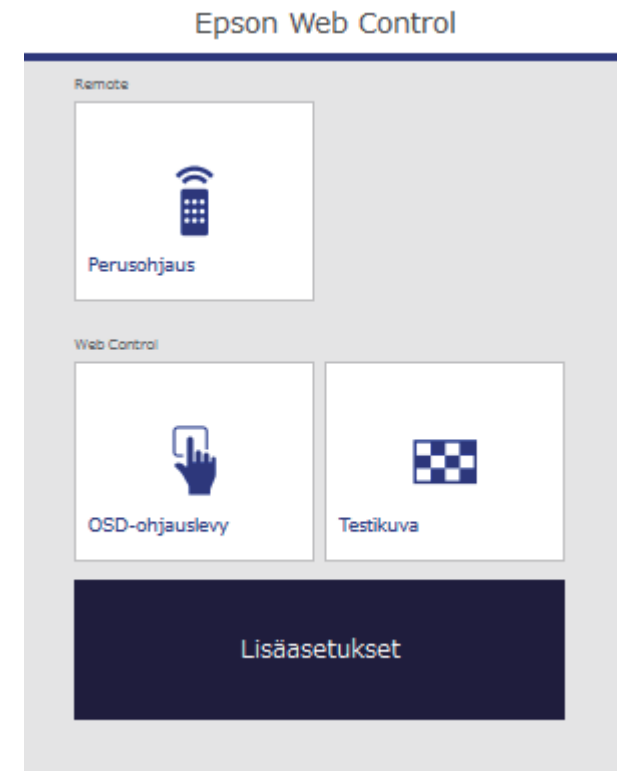 Epson Web Control
Remote
Perusohjaus
Web Control
OSD-ohjauslevy
Testikuva
Lisäasetukset